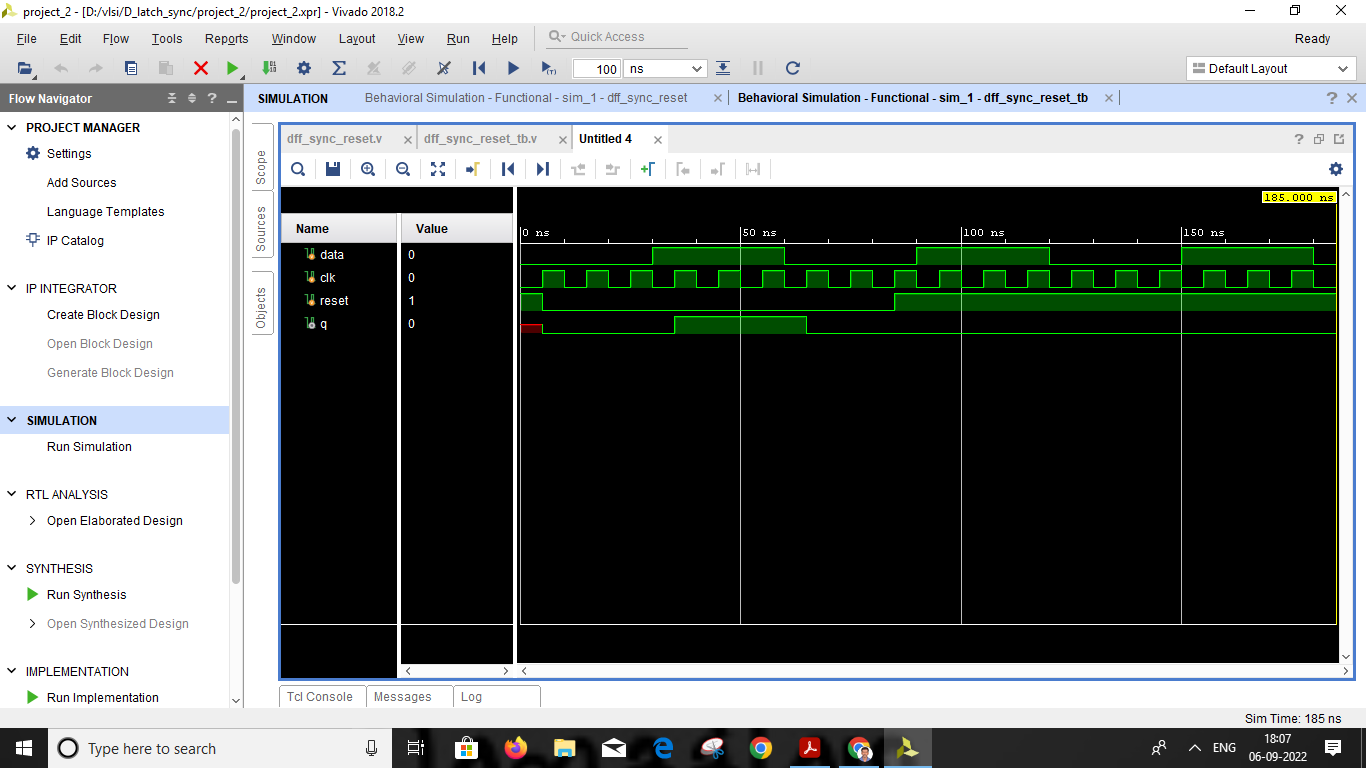 project_2 - [D:/vlsi/D_latch_sync/project_2/project_2.xpr] - Vivado 2018.2
File Edit Flow Tools Reports Window Layout View Run Help Quick Access Ready
100 ns Default Layout
Flow Navigator
PROJECT MANAGER
Settings
Add Sources
Language Templates
IP Catalog
IP INTEGRATOR
Create Block Design
Open Block Design
Generate Block Design
SIMULATION
Run Simulation
RTL ANALYSIS
Open Elaborated Design
SYNTHESIS
Run Synthesis
Open Synthesized Design
IMPLEMENTATION
Run Implementation
SIMULATION Behavioral Simulation - Functional - sim_1 - dff_sync_reset Behavioral Simulation - Functional - sim_1 - dff_sync_reset_tb
Scope
Sources
Objects
dff_sync_reset.v dff_sync_reset_tb.v Untitled 4
185.000 ns
Name Value 0 ns 50 ns 100 ns 150 ns
data 0
clk 0
reset 1
q 0
Tcl Console Messages Log
Sim Time: 185 ns
Type here to search
ENG 18:07
06-09-2022